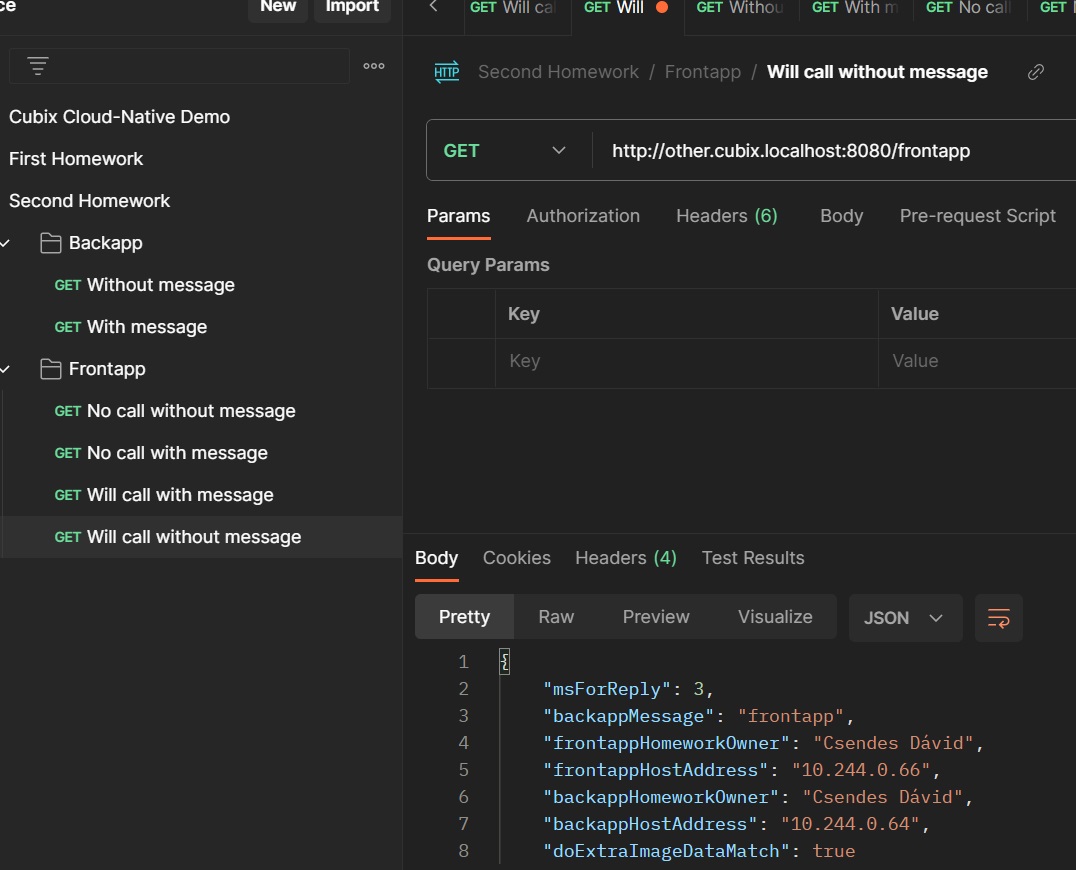 ce
New
Import
GET Will cal
GET Will
GET Withou
GET With m
GET No call
GET
HTTP
Second Homework / Frontapp / Will call without message
Cubix Cloud-Native Demo
First Homework
Second Homework
Backapp
GET Without message
GET With message
Frontapp
GET No call without message
GET No call with message
GET Will call with message
GET Will call without message
GET
http://other.cubix.localhost:8080/frontapp
Params
Authorization
Headers (6)
Body
Pre-request Script
Query Params
Key
Value
Key
Value
Body
Cookies
Headers (4)
Test Results
Pretty
Raw
Preview
Visualize
JSON
1 {
2 "msForReply": 3,
3 "backappMessage": "frontapp",
4 "frontappHomeworkOwner": "Csendes Dávid",
5 "frontappHostAddress": "10.244.0.66",
6 "backappHomeworkOwner": "Csendes Dávid",
7 "backappHostAddress": "10.244.0.64",
8 "doExtraImageDataMatch": true